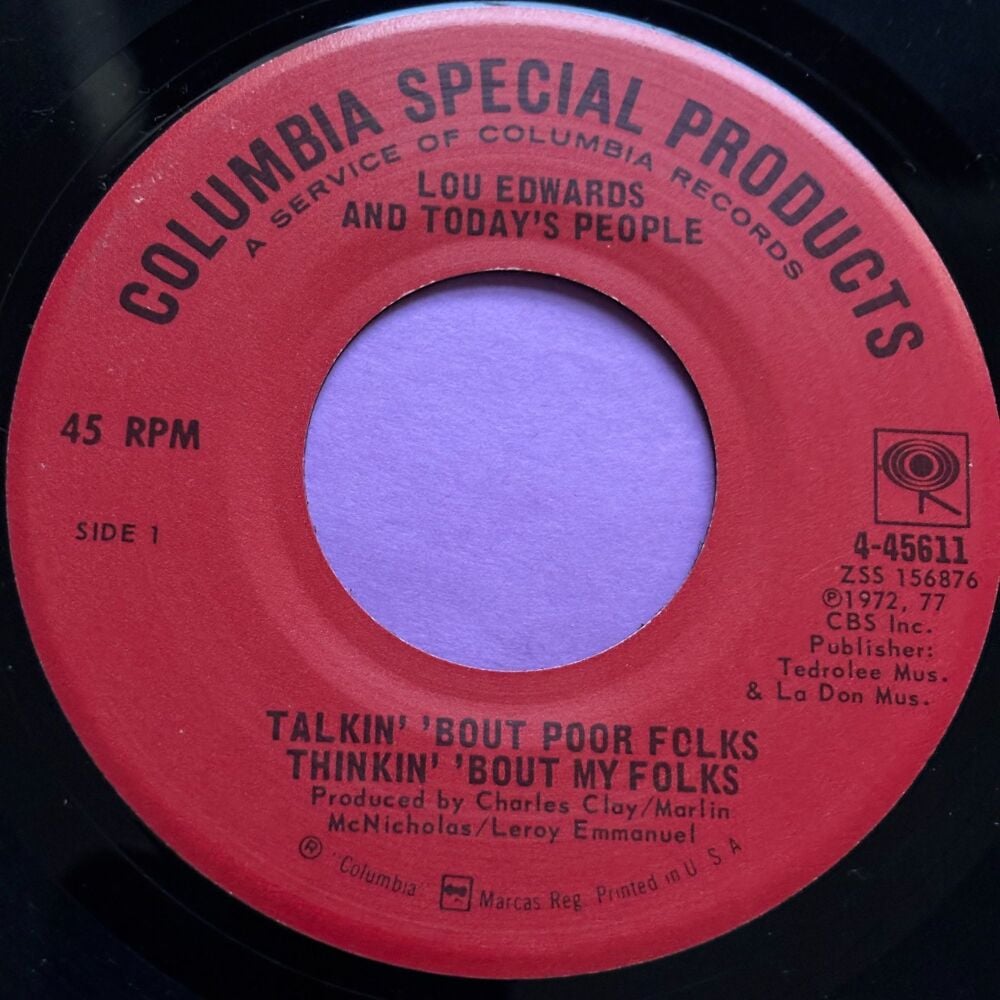 COLUMBIA SPECIAL PRODUCTS
A SERVICE OF COLUMBIA RECORDS
LOU EDWARDS
AND TODAY'S PEOPLE
45 RPM
SIDE 1
4-45611
ZSS 156876
Ⓟ1972, 77
CBS Inc.
Publisher:
Tedrolee Mus.
& La Don Mus.
TALKIN' 'BOUT POOR FOLKS
THINKIN' 'BOUT MY FOLKS
Produced by Charles Clay/Marlin
McNicholas/Leroy Emmanuel
® "Columbia" Marcas Reg. Printed in U S A